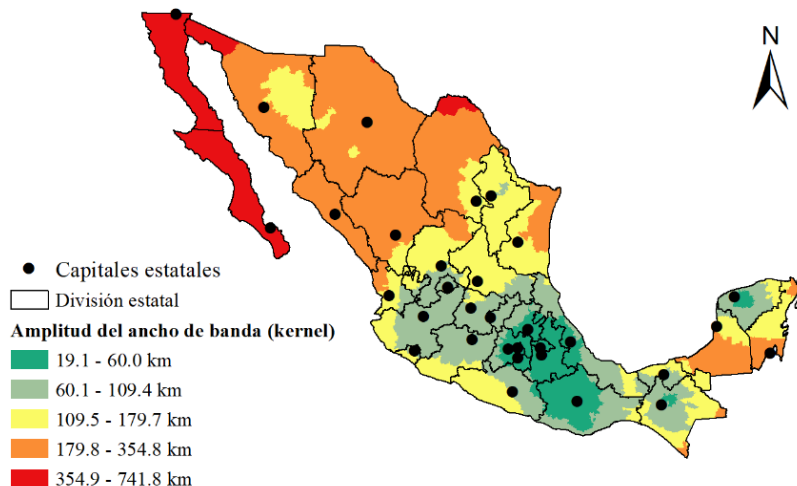 N
Capitales estatales
División estatal
Amplitud del ancho de banda (kernel)
19.1 - 60.0 km
60.1 - 109.4 km
109.5 - 179.7 km
179.8 - 354.8 km
354.9 - 741.8 km